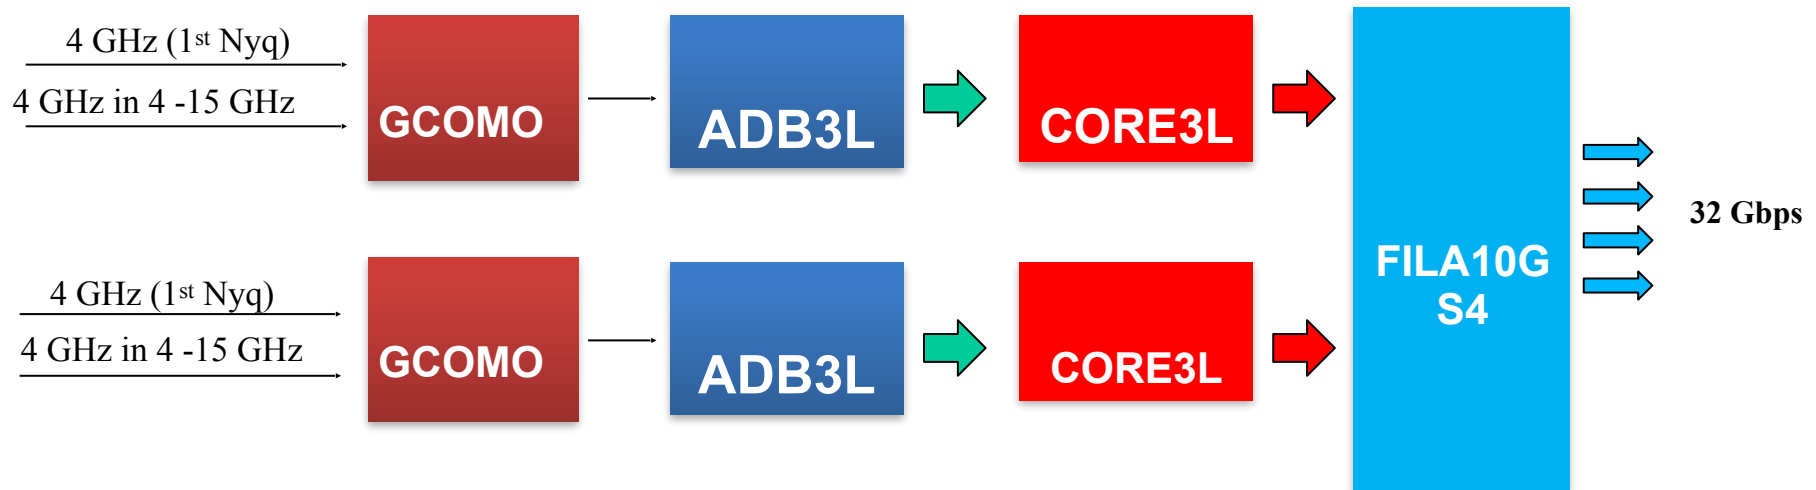 4 GHz (1st Nyq)
4 GHz in 4 -15 GHz
GCOMO
ADB3L
CORE3L
4 GHz (1st Nyq)
4 GHz in 4 -15 GHz
GCOMO
ADB3L
CORE3L
FILA10G
S4
32 Gbps